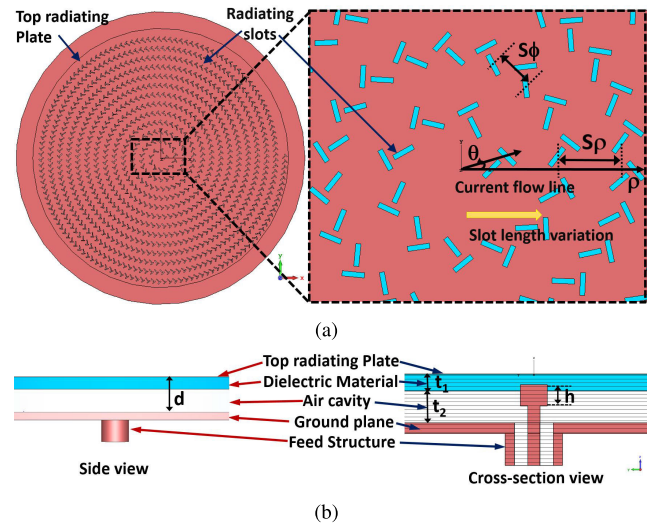 Top radiating
Plate
Radiating
slots
Sϕ
θ
Sρ
ρ
Current flow line
Slot length variation
y
x
(a)
Top radiating Plate
Dielectric Material
Air cavity
Ground plane
Feed Structure
d
Side view
t1
t2
h
Cross-section view
(b)